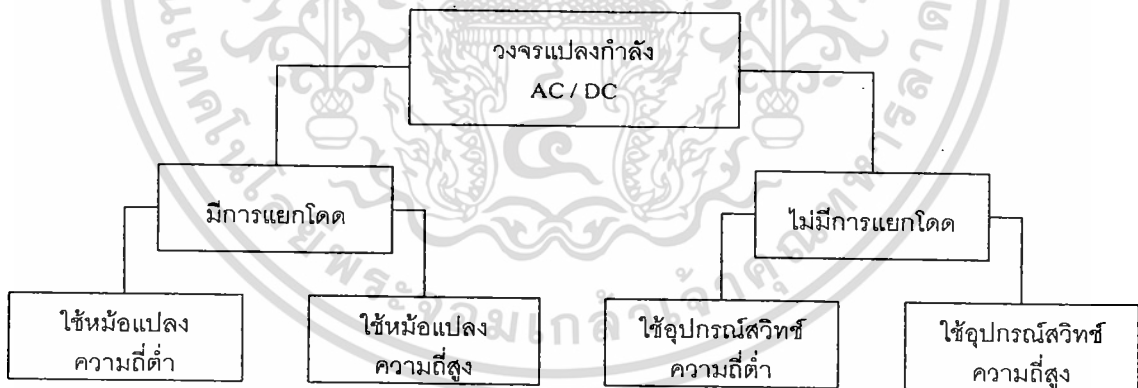 วงจรแปลงกำลัง
AC / DC
มีการแยกโดด
ไม่มีการแยกโดด
ใช้หม้อแปลง
ความถี่ต่ำ
ใช้หม้อแปลง
ความถี่สูง
ใช้อุปกรณ์สวิทช์
ความถี่ต่ำ
ใช้อุปกรณ์สวิทช์
ความถี่สูง